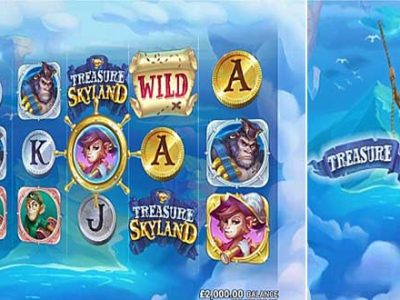 TREASURE
SKYLAND
WILD
A
K
A
J
TREASURE
SKYLAND
£2,000.00 BALANCE
TREASURE